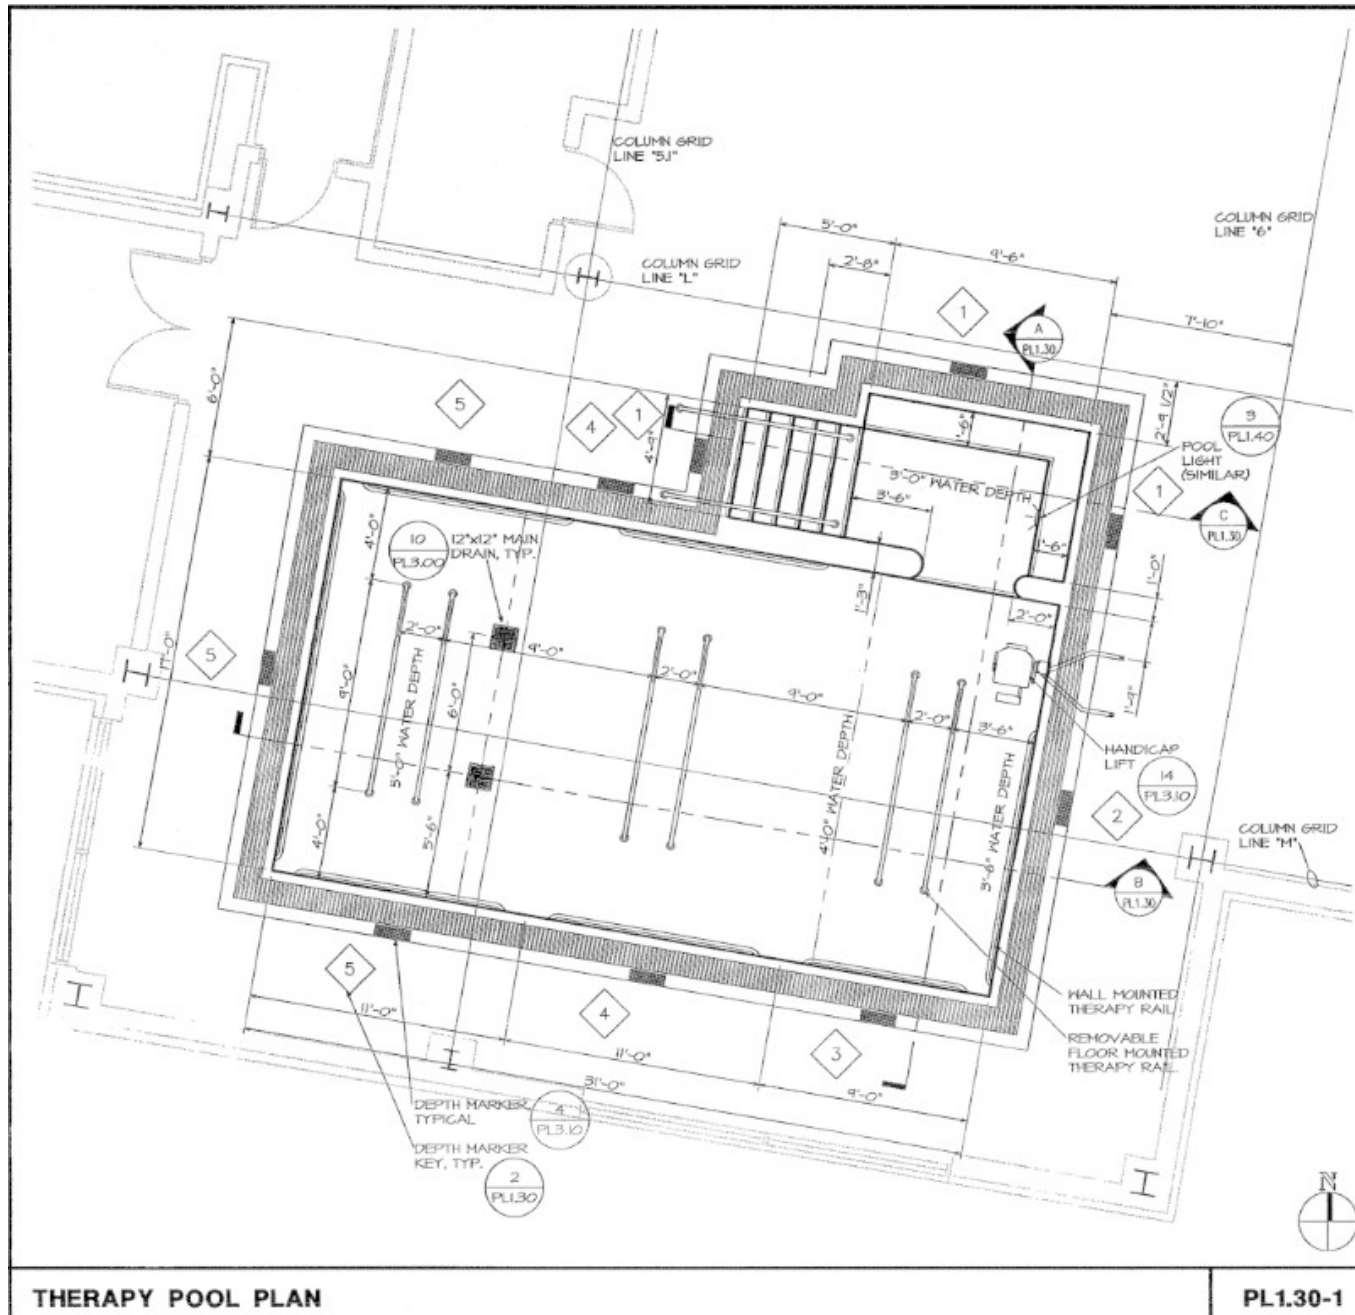 COLUMN GRID
LINE "5.1"
COLUMN GRID
LINE "6"
5'-0"
9'-6"
COLUMN GRID
LINE "L"
2'-8"
1
A
PL1.30
7'-10"
6'-0"
5
4
1
4'-9"
1'-6"
2'-9 1/2"
3
PL1.40
POOL
LIGHT
(SIMILAR)
3'-0" WATER DEPTH
3'-6"
1
C
PL1.30
4'-0"
10
PL3.00
12"x12" MAIN
DRAIN, TYP.
1'-6"
1'-0"
1'-3"
2'-0"
5
17'-0"
2'-0"
9'-0"
2'-0"
9'-0"
5'-0" WATER DEPTH
6'-0"
9'-0"
2'-0"
3'-6"
1'-9"
HANDICAP
LIFT
14
PL3.10
4'-0" WATER DEPTH
3'-6" WATER DEPTH
2
COLUMN GRID
LINE "M"
4'-0"
5'-6"
B
PL1.30
5
11'-0"
4
11'-0"
3
9'-0"
31'-0"
WALL MOUNTED
THERAPY RAIL
REMOVABLE
FLOOR MOUNTED
THERAPY RAIL
DEPTH MARKER,
TYPICAL
4
PL3.10
DEPTH MARKER
KEY, TYP.
2
PL1.30
N
THERAPY POOL PLAN
PL1.30-1